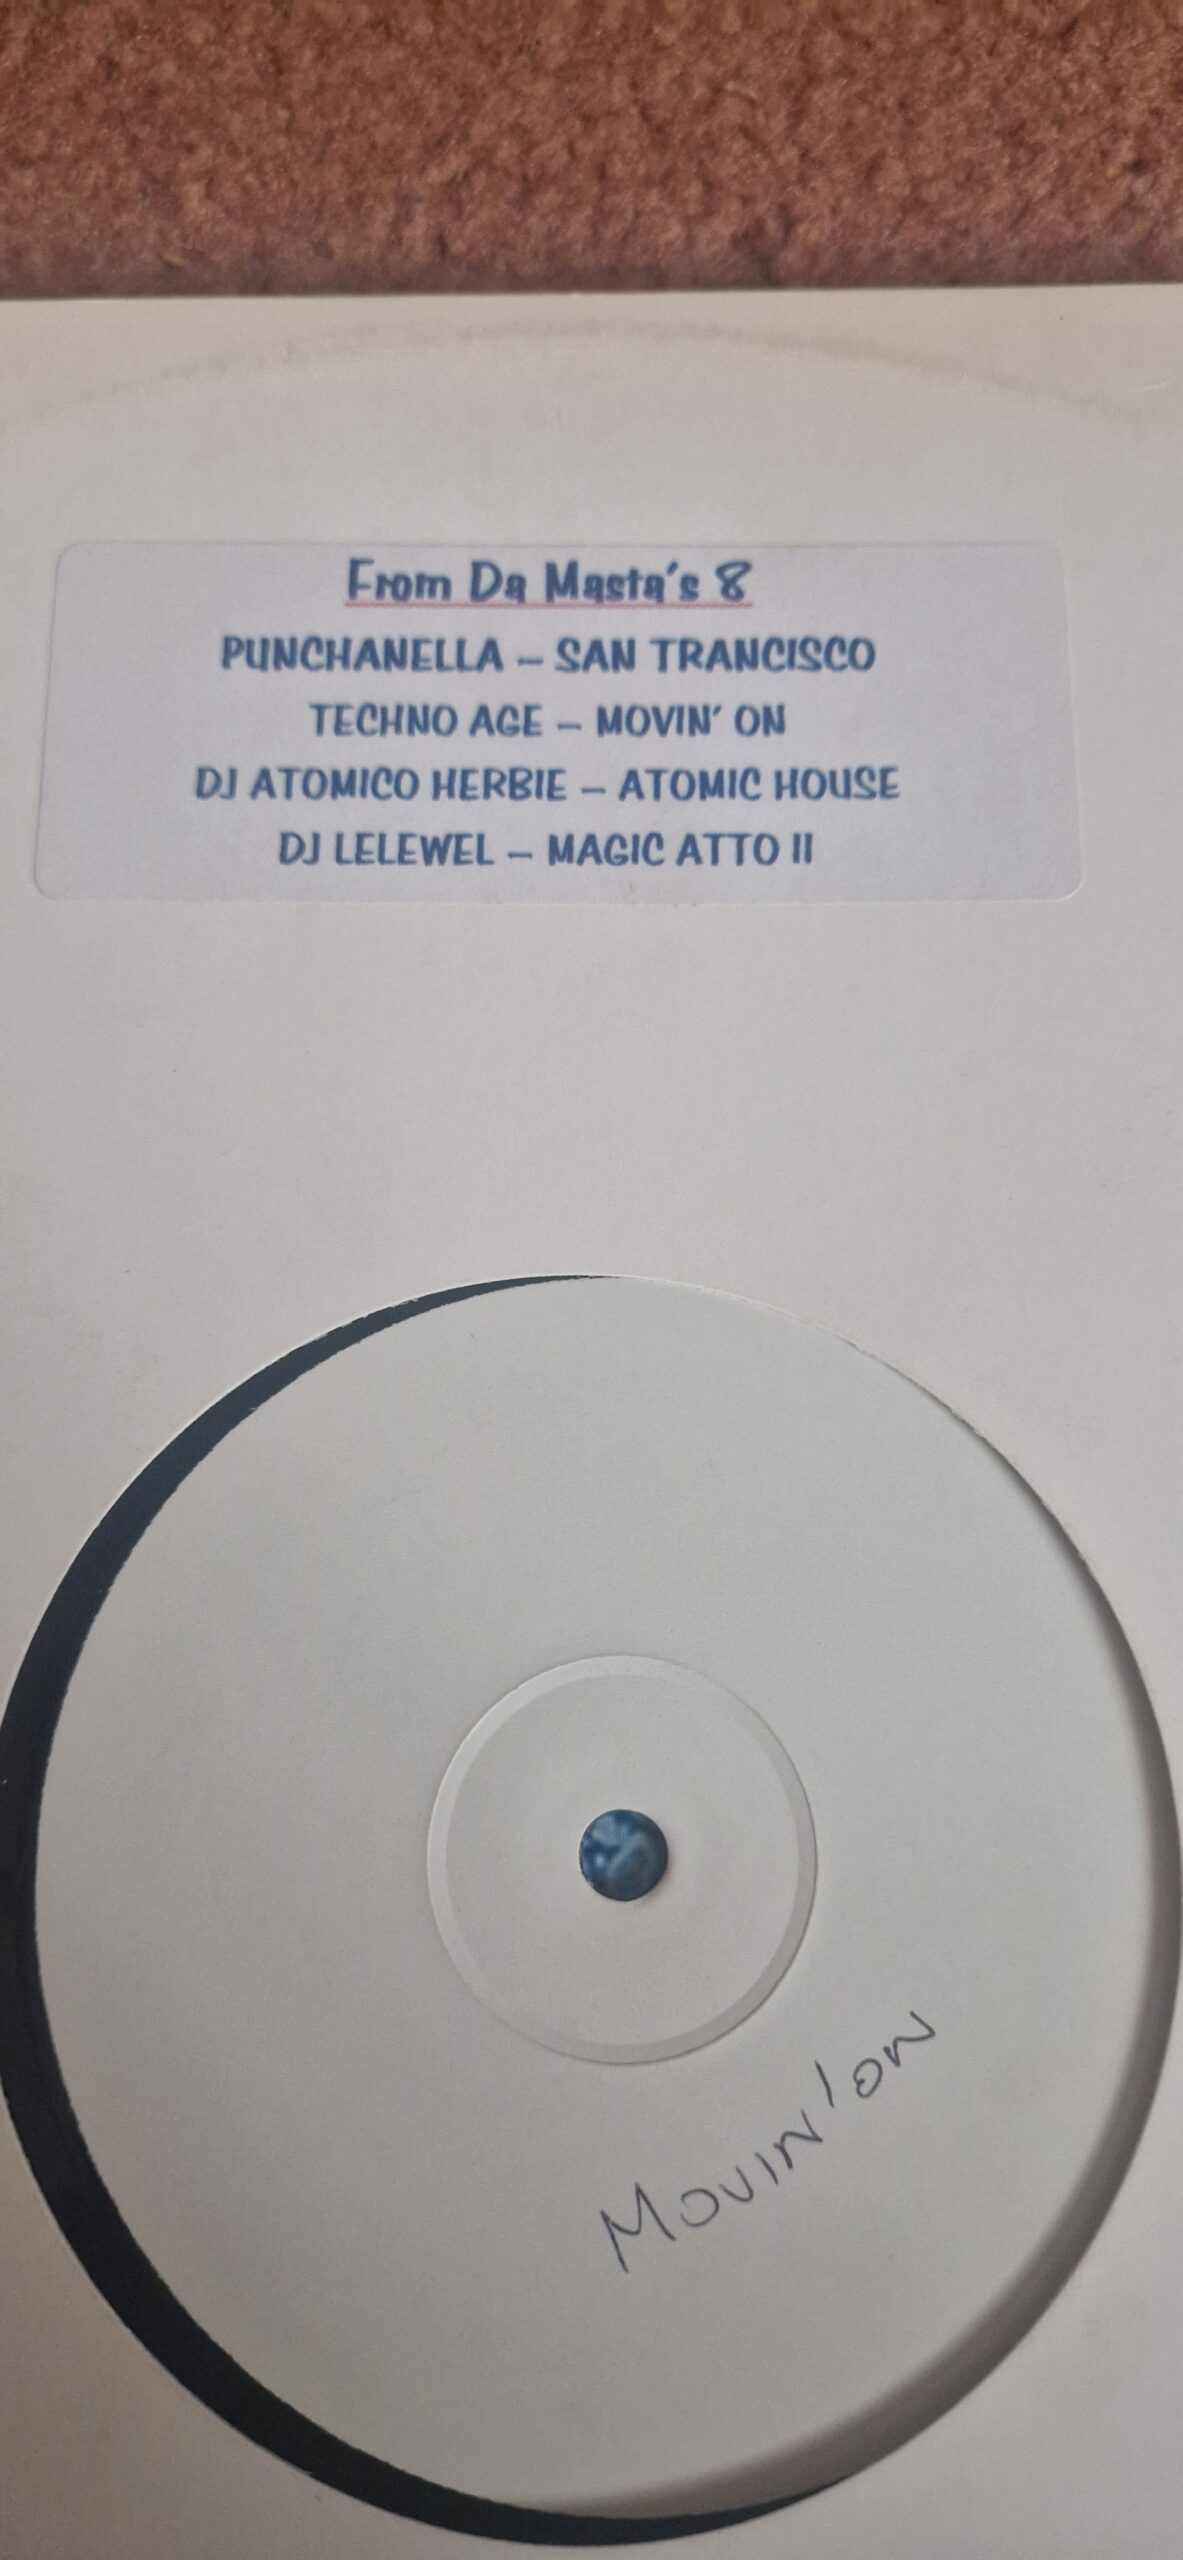 From Da Masta's 8
PUNCHANELLA – SAN TRANCISCO
TECHNO AGE – MOVIN' ON
DJ ATOMICO HERBIE – ATOMIC HOUSE
DJ LELEWEL – MAGIC ATTO II
MOVIN'ON